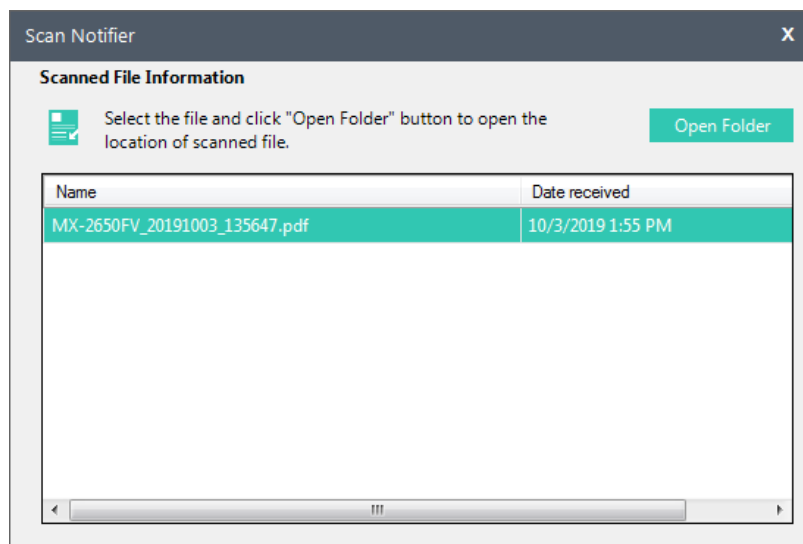 Scan Notifier X
Scanned File Information
Select the file and click "Open Folder" button to open the
location of scanned file.
Open Folder
Name Date received
MX-2650FV_20191003_135647.pdf 10/3/2019 1:55 PM